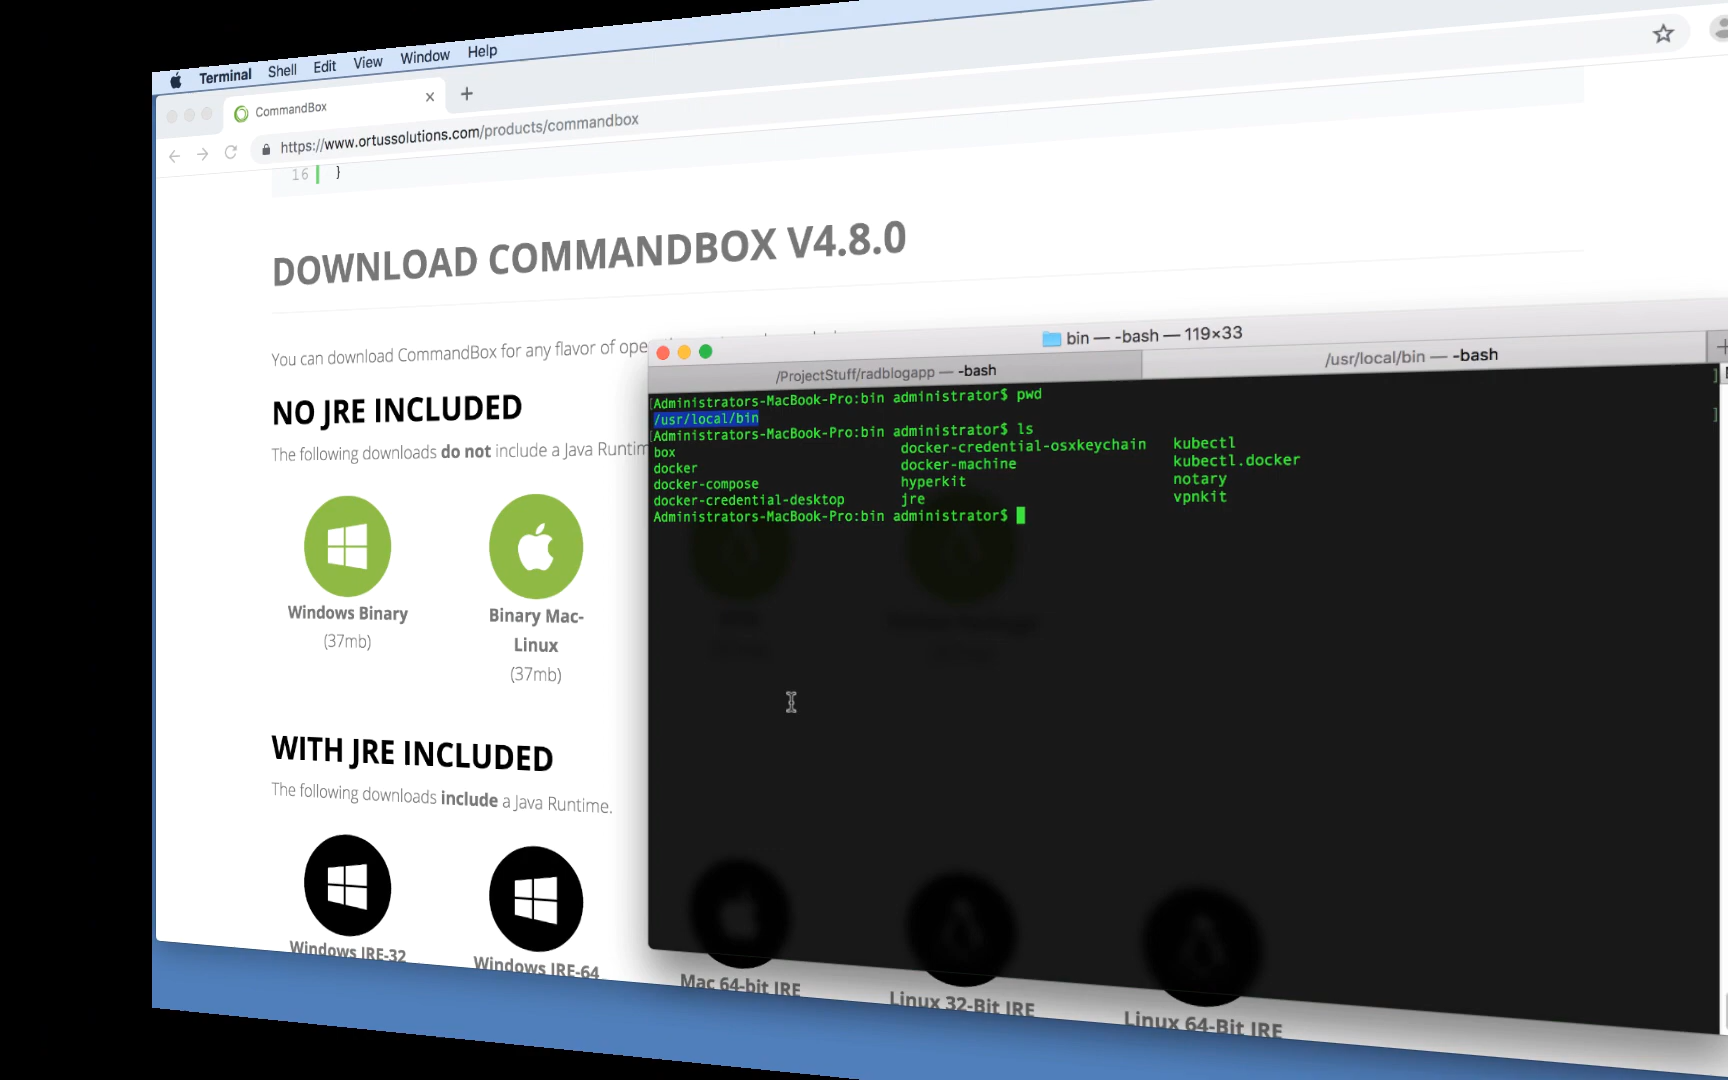 Terminal Shell Edit View Window Help
CommandBox
https://www.ortussolutions.com/products/commandbox
16 }
DOWNLOAD COMMANDBOX V4.8.0
You can download CommandBox for any flavor of
NO JRE INCLUDED
The following downloads do not include a Java
Windows Binary
(37mb)
Binary Mac-
Linux
(37mb)
WITH JRE INCLUDED
The following downloads include a Java Runtime.
Windows JRE-32
Windows JRE-64
Mac 64-bit JRE
Linux 32-Bit JRE
Linux 64-Bit JRE
bin — -bash — 119×33
/ProjectStuff/radblogapp — -bash
/usr/local/bin — -bash
[Administrators-MacBook-Pro:bin administrator$ pwd ]
/usr/local/bin
[Administrators-MacBook-Pro:bin administrator$ ls ]
box docker-credential-osxkeychain kubectl
docker docker-machine kubectl.docker
docker-compose hyperkit notary
docker-credential-desktop jre vpnkit
Administrators-MacBook-Pro:bin administrator$